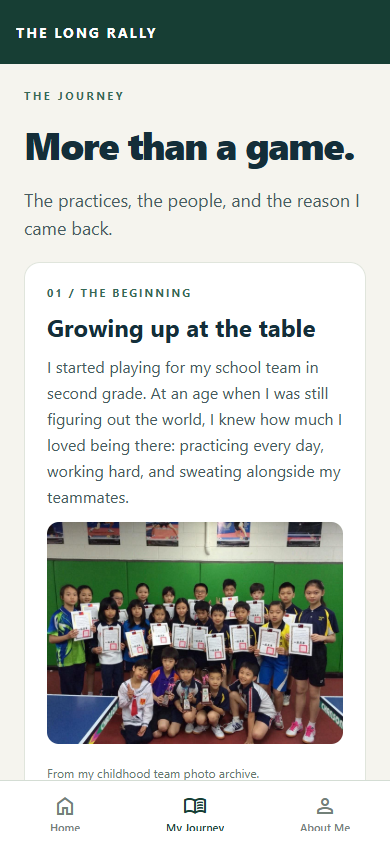 THE LONG RALLY
THE JOURNEY
More than a game.
The practices, the people, and the reason I
came back.
01 / THE BEGINNING
Growing up at the table
I started playing for my school team in
second grade. At an age when I was still
figuring out the world, I knew how much I
loved being there: practicing every day,
working hard, and sweating alongside my
teammates.
From my childhood team photo archive.
Home
My Journey
About Me